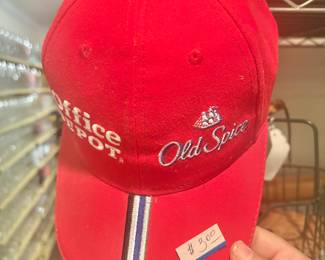 Office
DEPOT
Old Spice
$ 3.00